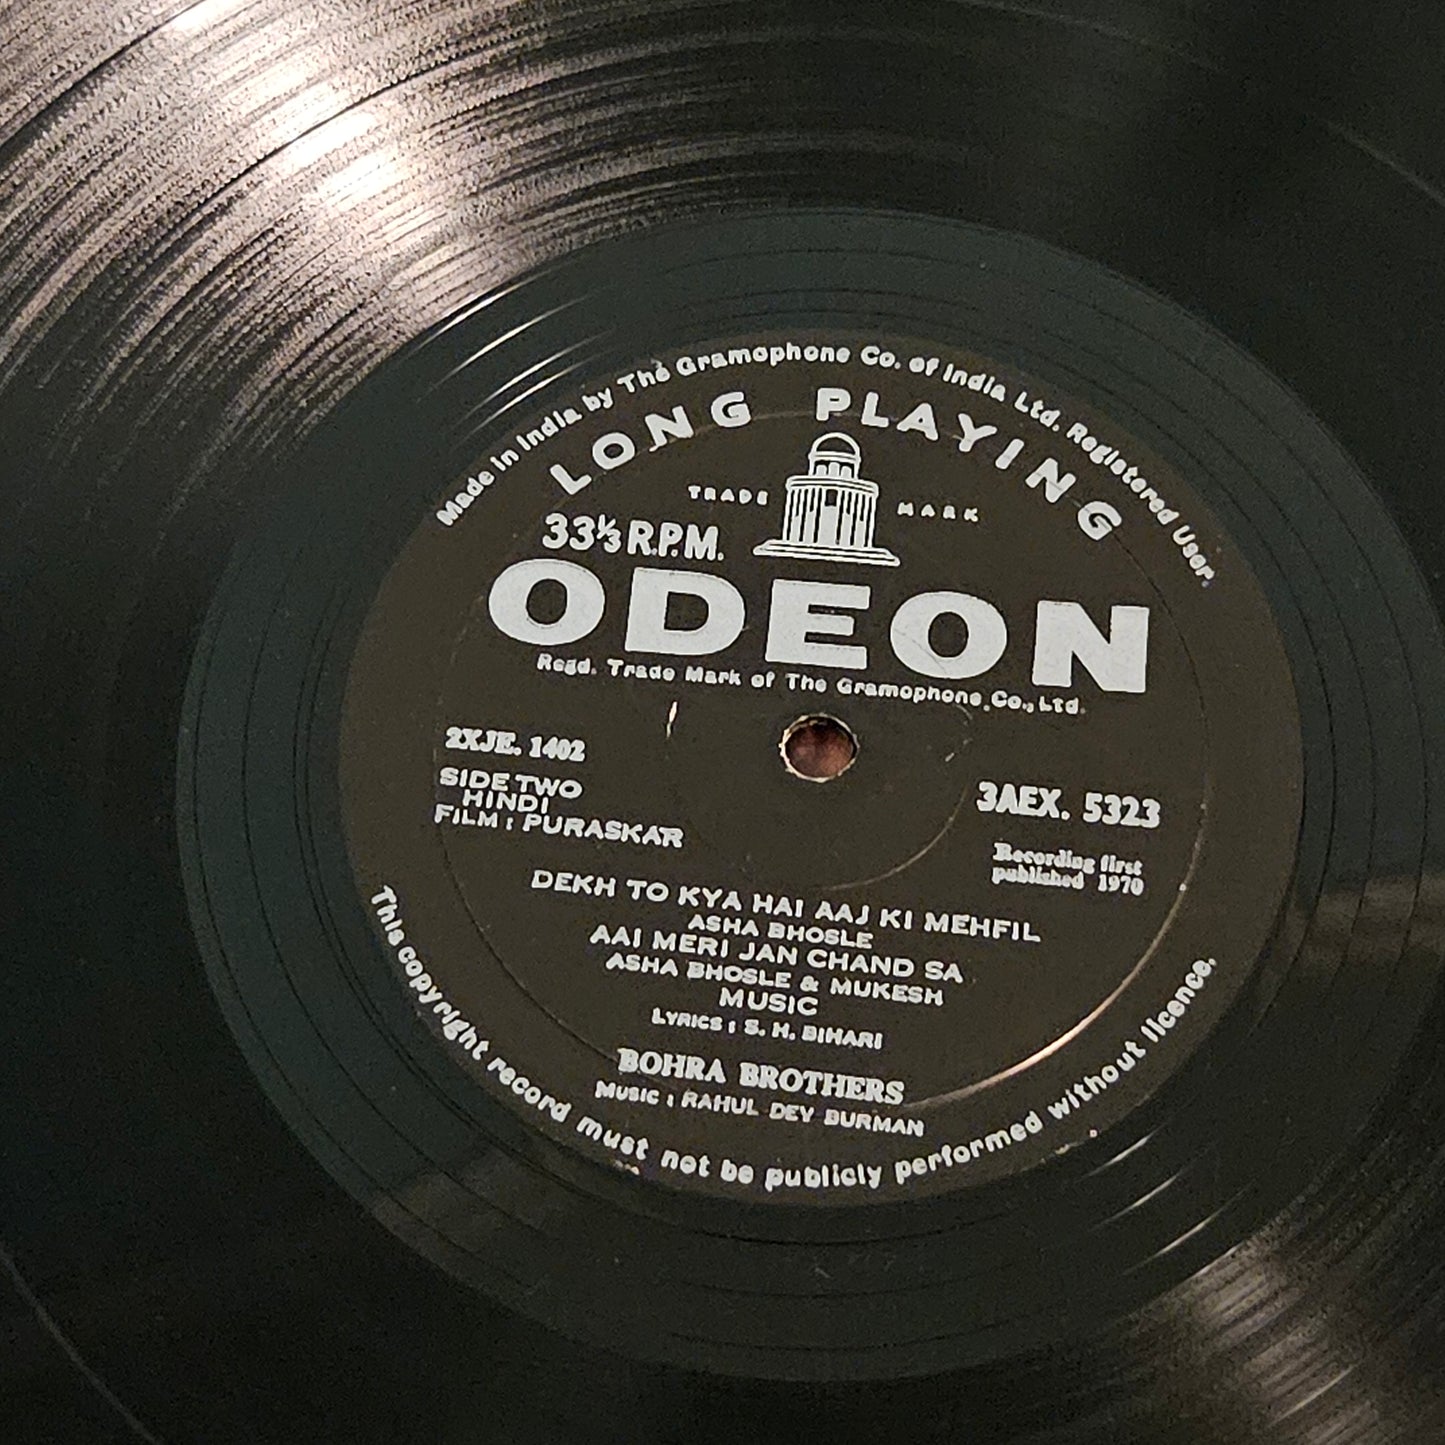 Made in India by The Gramophone Co. of India Ltd. Registered User.
LONG PLAYING
TRADE MARK
33⅓ R.P.M.
ODEON
Regd. Trade Mark of The Gramophone Co., Ltd.
2XJE. 1402
SIDE TWO
HINDI
FILM : PURASKAR
3AEX. 5323
Recording first
published 1970
DEKH TO KYA HAI AAJ KI MEHFIL
ASHA BHOSLE
AAI MERI JAN CHAND SA
ASHA BHOSLE & MUKESH
MUSIC
LYRICS : S. H. BIHARI
BOHRA BROTHERS
MUSIC : RAHUL DEY BURMAN
This copyright record must not be publicly performed without licence.